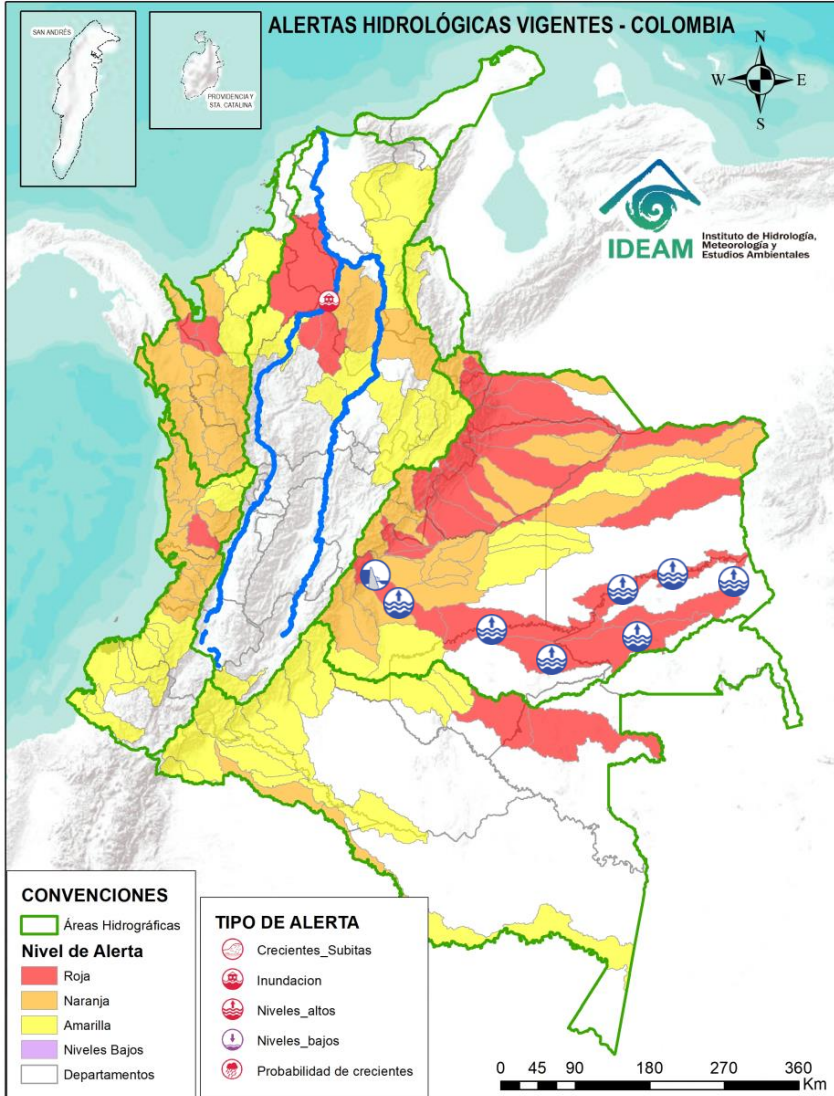 ALERTAS HIDROLÓGICAS VIGENTES - COLOMBIA
SAN ANDRÉS
PROVIDENCIA Y
STA. CATALINA
N
W
E
S
IDEAM
Instituto de Hidrología,
Meteorología y
Estudios Ambientales
CONVENCIONES
Áreas Hidrográficas
Nivel de Alerta
Roja
Naranja
Amarilla
Niveles Bajos
Departamentos
TIPO DE ALERTA
Crecientes_Subitas
Inundacion
Niveles_altos
Niveles_bajos
Probabilidad de crecientes
0 45 90 180 270 360
Km